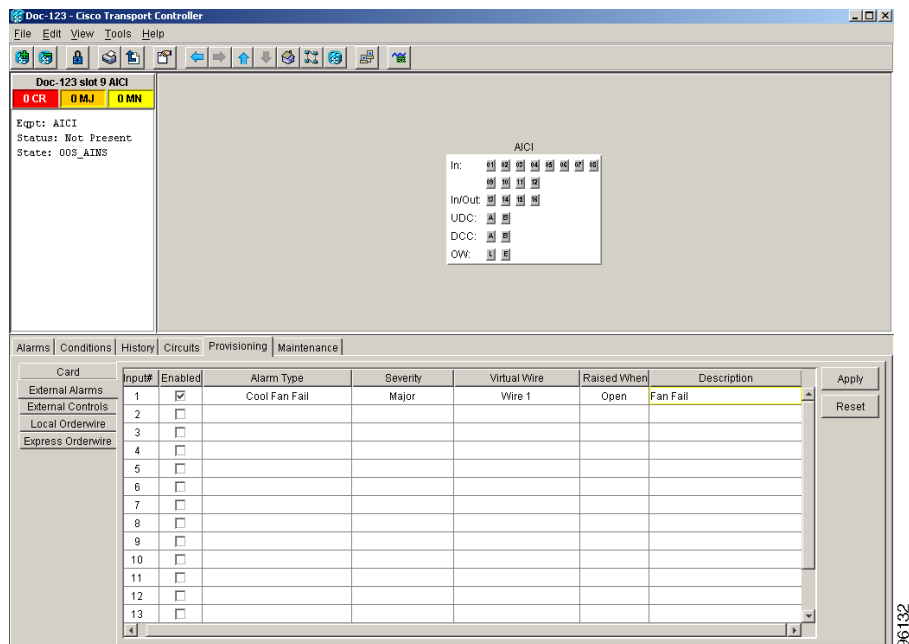 Doc-123 - Cisco Transport Controller
File Edit View Tools Help
Doc-123 slot 9 AICI
0 CR 0 MJ 0 MN
Eqpt: AICI
Status: Not Present
State: OOS_AINS
AICI
In: 01 02 03 04 05 06 07 08
09 10 11 12
In/Out: 13 14 15 16
UDC: A B
DCC: A B
OW: L E
Alarms Conditions History Circuits Provisioning Maintenance
Card
External Alarms
External Controls
Local Orderwire
Express Orderwire
Input# Enabled Alarm Type Severity Virtual Wire Raised When Description
1 Cool Fan Fail Major Wire 1 Open Fan Fail
2
3
4
5
6
7
8
9
10
11
12
13
Apply
Reset